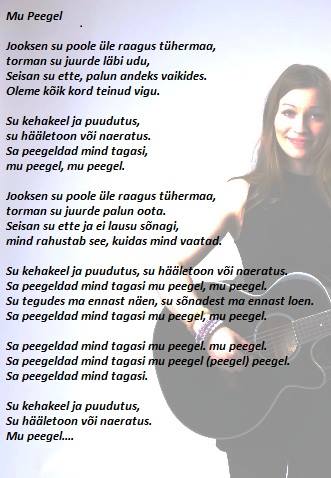 Mu Peegel
.
Jooksen su poole üle raagus tühermaa,
torman su juurde läbi udu,
Seisan su ette, palun andeks vaikides.
Oleme kõik kord teinud vigu.
Su kehakeel ja puudutus,
su hääletoon või naeratus.
Sa peegeldad mind tagasi,
mu peegel, mu peegel.
Jooksen su poole üle raagus tühermaa,
torman su juurde palun oota.
Seisan su ette ja ei lausu sõnagi,
mind rahustab see, kuidas mind vaatad.
Su kehakeel ja puudutus, su hääletoon või naeratus.
Sa peegeldad mind tagasi mu peegel, mu peegel.
Su tegudes ma ennast näen, su sõnadest ma ennast loen.
Sa peegeldad mind tagasi mu peegel, mu peegel.
Sa peegeldad mind tagasi mu peegel. mu peegel.
Sa peegeldad mind tagasi mu peegel (peegel) peegel.
Sa peegeldad mind tagasi.
Su kehakeel ja puudutus,
Su hääletoon või naeratus.
Mu peegel....